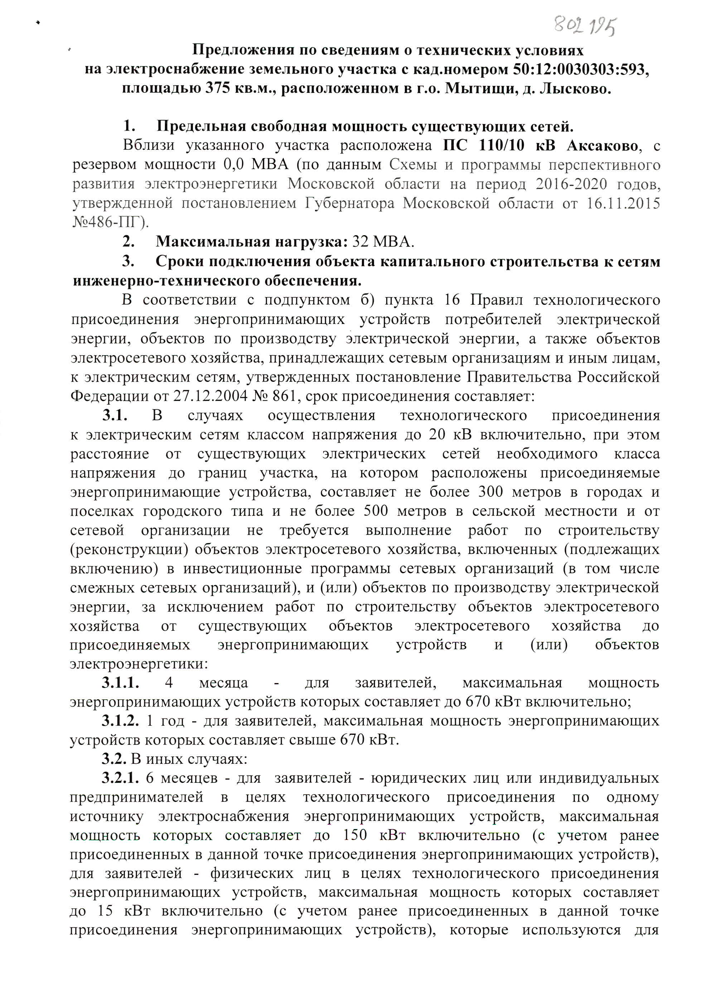 802195
Предложения по сведениям о технических условиях
на электроснабжение земельного участка с кад.номером 50:12:0030303:593,
площадью 375 кв.м., расположенном в г.о. Мытищи, д. Лысково.
1. Предельная свободная мощность существующих сетей.
Вблизи указанного участка расположена ПС 110/10 кВ Аксаково, с
резервом мощности 0,0 МВА (по данным Схемы и программы перспективного
развития электроэнергетики Московской области на период 2016-2020 годов,
утвержденной постановлением Губернатора Московской области от 16.11.2015
№486-ПГ).
2. Максимальная нагрузка: 32 МВА.
3. Сроки подключения объекта капитального строительства к сетям
инженерно-технического обеспечения.
В соответствии с подпунктом б) пункта 16 Правил технологического
присоединения энергопринимающих устройств потребителей электрической
энергии, объектов по производству электрической энергии, а также объектов
электросетевого хозяйства, принадлежащих сетевым организациям и иным лицам,
к электрическим сетям, утвержденных постановление Правительства Российской
Федерации от 27.12.2004 № 861, срок присоединения составляет:
3.1. В случаях осуществления технологического присоединения
к электрическим сетям классом напряжения до 20 кВ включительно, при этом
расстояние от существующих электрических сетей необходимого класса
напряжения до границ участка, на котором расположены присоединяемые
энергопринимающие устройства, составляет не более 300 метров в городах и
поселках городского типа и не более 500 метров в сельской местности и от
сетевой организации не требуется выполнение работ по строительству
(реконструкции) объектов электросетевого хозяйства, включенных (подлежащих
включению) в инвестиционные программы сетевых организаций (в том числе
смежных сетевых организаций), и (или) объектов по производству электрической
энергии, за исключением работ по строительству объектов электросетевого
хозяйства от существующих объектов электросетевого хозяйства до
присоединяемых энергопринимающих устройств и (или) объектов
электроэнергетики:
3.1.1. 4 месяца - для заявителей, максимальная мощность
энергопринимающих устройств которых составляет до 670 кВт включительно;
3.1.2. 1 год - для заявителей, максимальная мощность энергопринимающих
устройств которых составляет свыше 670 кВт.
3.2. В иных случаях:
3.2.1. 6 месяцев - для заявителей - юридических лиц или индивидуальных
предпринимателей в целях технологического присоединения по одному
источнику электроснабжения энергопринимающих устройств, максимальная
мощность которых составляет до 150 кВт включительно (с учетом ранее
присоединенных в данной точке присоединения энергопринимающих устройств),
для заявителей - физических лиц в целях технологического присоединения
энергопринимающих устройств, максимальная мощность которых составляет
до 15 кВт включительно (с учетом ранее присоединенных в данной точке
присоединения энергопринимающих устройств), которые используются для